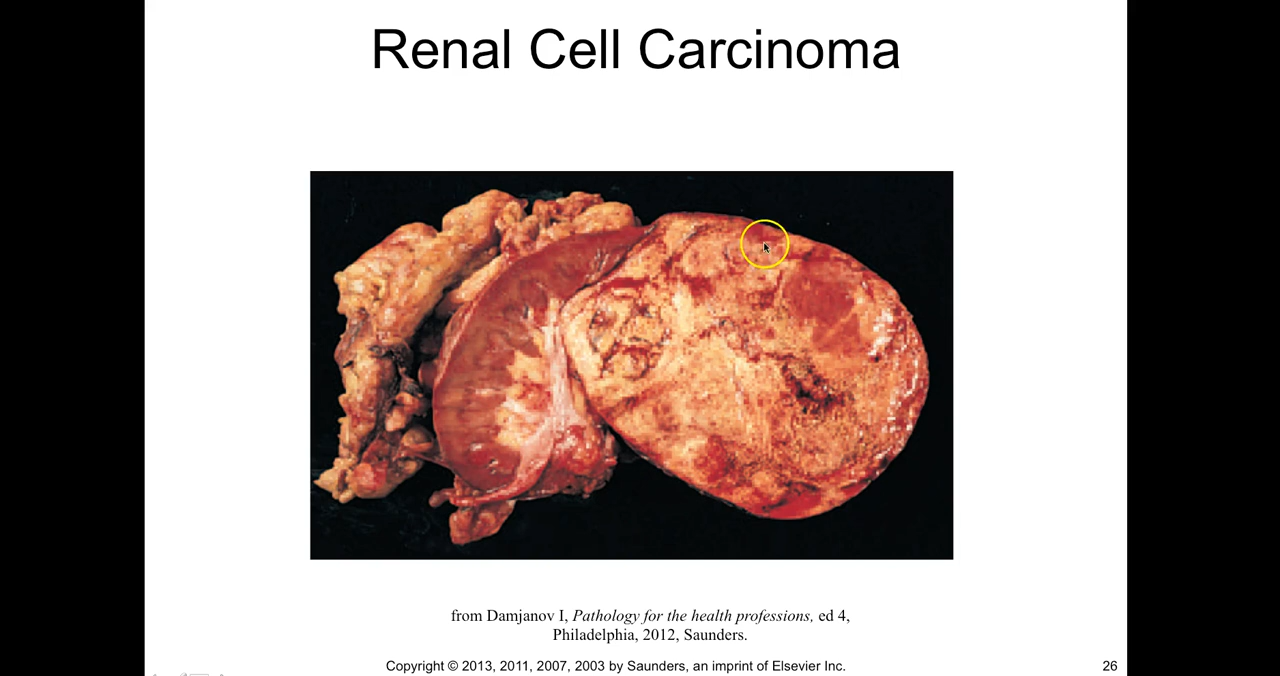 Renal Cell Carcinoma
from Damjanov I, Pathology for the health professions, ed 4,
Philadelphia, 2012, Saunders.
Copyright © 2013, 2011, 2007, 2003 by Saunders, an imprint of Elsevier Inc.
26